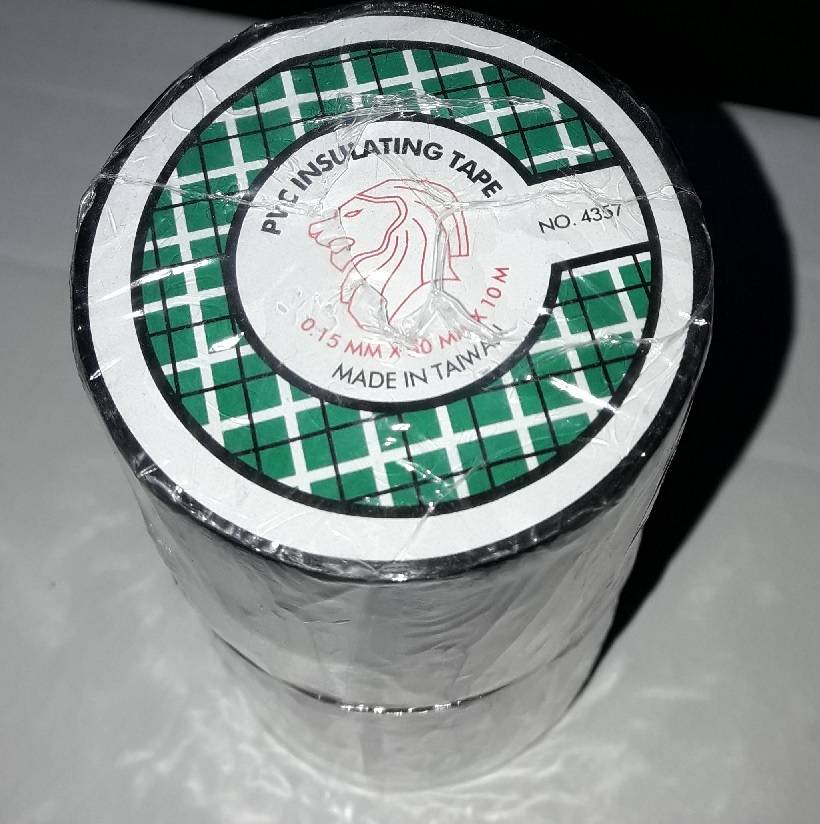 PVC INSULATING TAPE
NO. 4357
0.15 MM X MM X 10 M
MADE IN TAIWAN